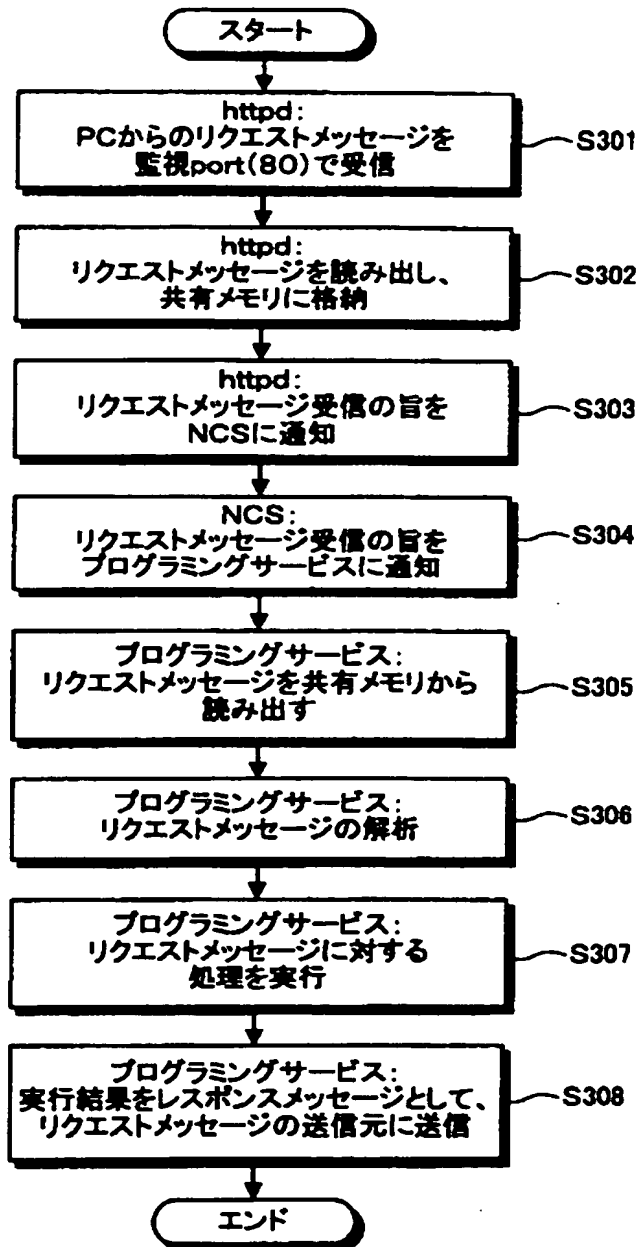 スタート
httpd:
PCからのリクエストメッセージを
監視port(80)で受信
S301
httpd:
リクエストメッセージを読み出し、
共有メモリに格納
S302
httpd:
リクエストメッセージ受信の旨を
NCSに通知
S303
NCS:
リクエストメッセージ受信の旨を
プログラミングサービスに通知
S304
プログラミングサービス:
リクエストメッセージを共有メモリから
読み出す
S305
プログラミングサービス:
リクエストメッセージの解析
S306
プログラミングサービス:
リクエストメッセージに対する
処理を実行
S307
プログラミングサービス:
実行結果をレスポンスメッセージとして、
リクエストメッセージの送信元に送信
S308
エンド